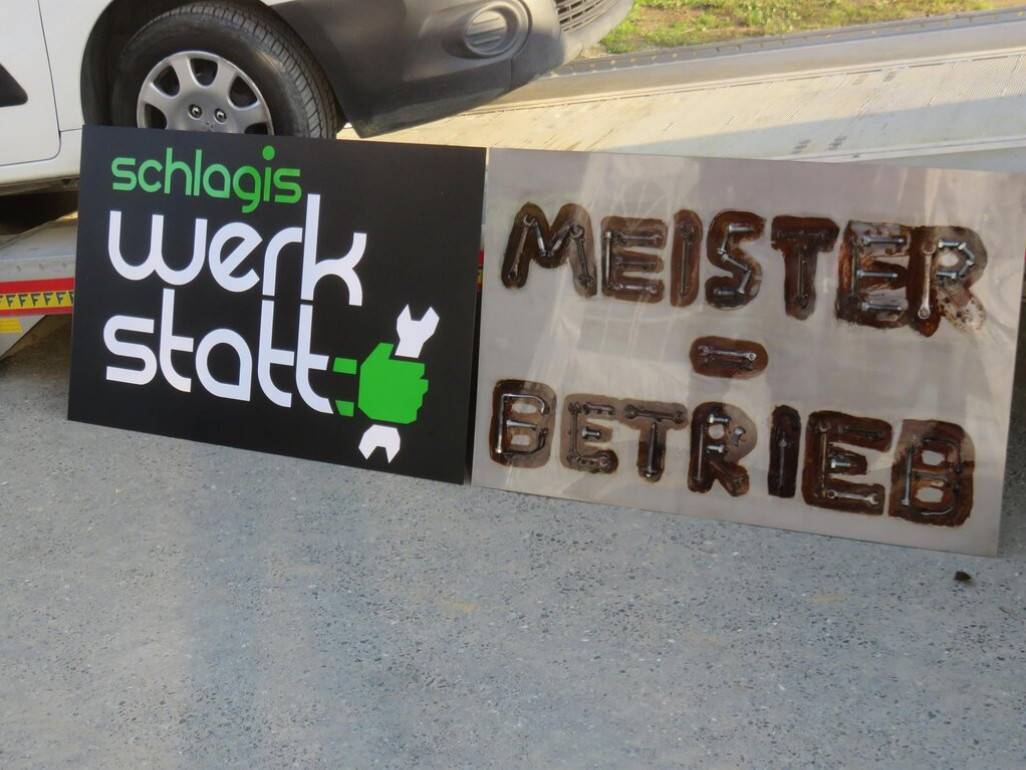 schlagis
werk
statt
MEISTER
-
BETRIEB